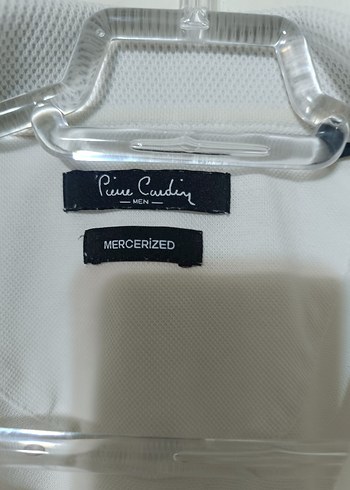 Pierre Cardin
— MEN —
MERCERİZED